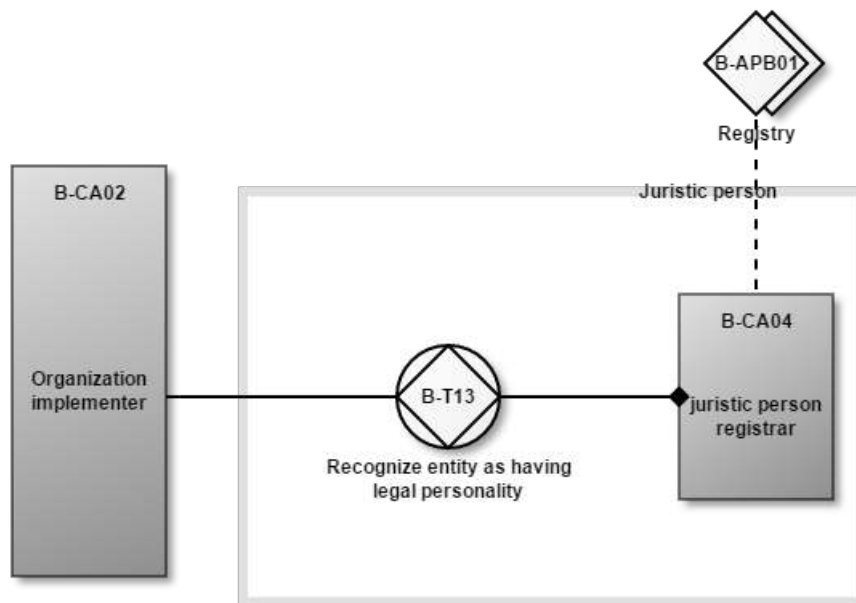 B-APB01
Registry
Juristic person
B-CA02
B-CA04
Organization
implementer
B-T13
juristic person
registrar
Recognize entity as having
legal personality